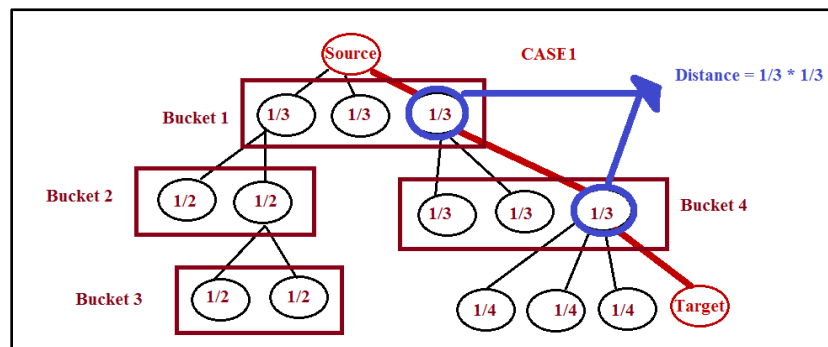 Source
CASE1
Distance = 1/3 * 1/3
Bucket 1
1/3
1/3
1/3
Bucket 2
1/2
1/2
1/3
1/3
1/3
Bucket 4
Bucket 3
1/2
1/2
1/4
1/4
1/4
Target